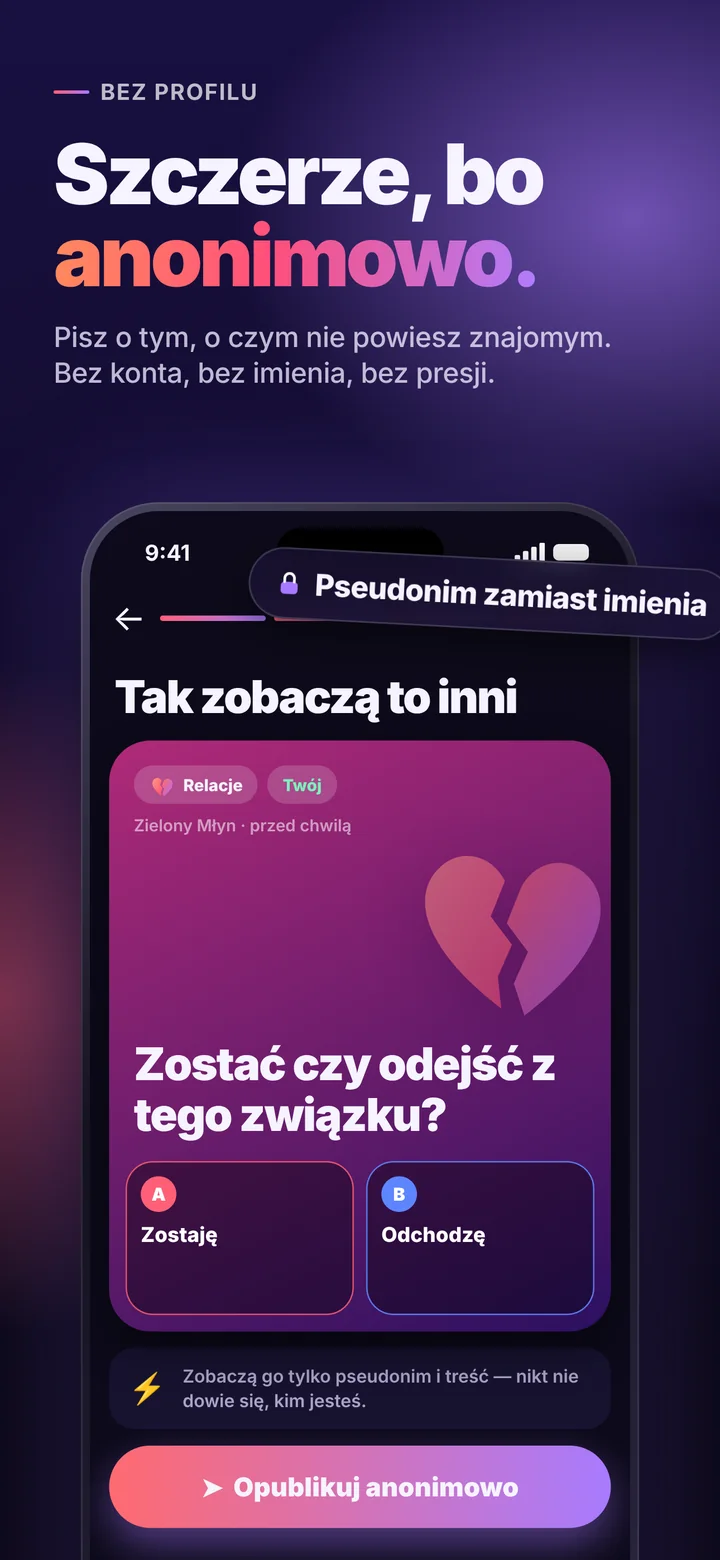 BEZ PROFILU
Szczerze, bo
anonimowo.
Pisz o tym, o czym nie powiesz znajomym.
Bez konta, bez imienia, bez presji.
9:41
Pseudonim zamiast imienia
Tak zobaczą to inni
Relacje Twój
Zielony Młyn · przed chwilą
Zostać czy odejść z
tego związku?
A B
Zostaję Odchodzę
Zobaczą go tylko pseudonim i treść — nikt nie
dowie się, kim jesteś.
Opublikuj anonimowo